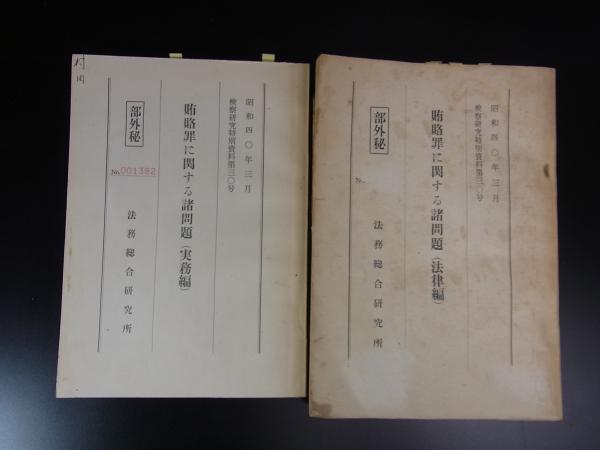 昭和四〇年三月
検察研究特別資料第三〇号
賄賂罪に関する諸問題（実務編）
部外秘
No.001382
法務総合研究所
昭和四〇年三月
検察研究特別資料第三〇号
賄賂罪に関する諸問題（法律編）
部外秘
No.
法務総合研究所